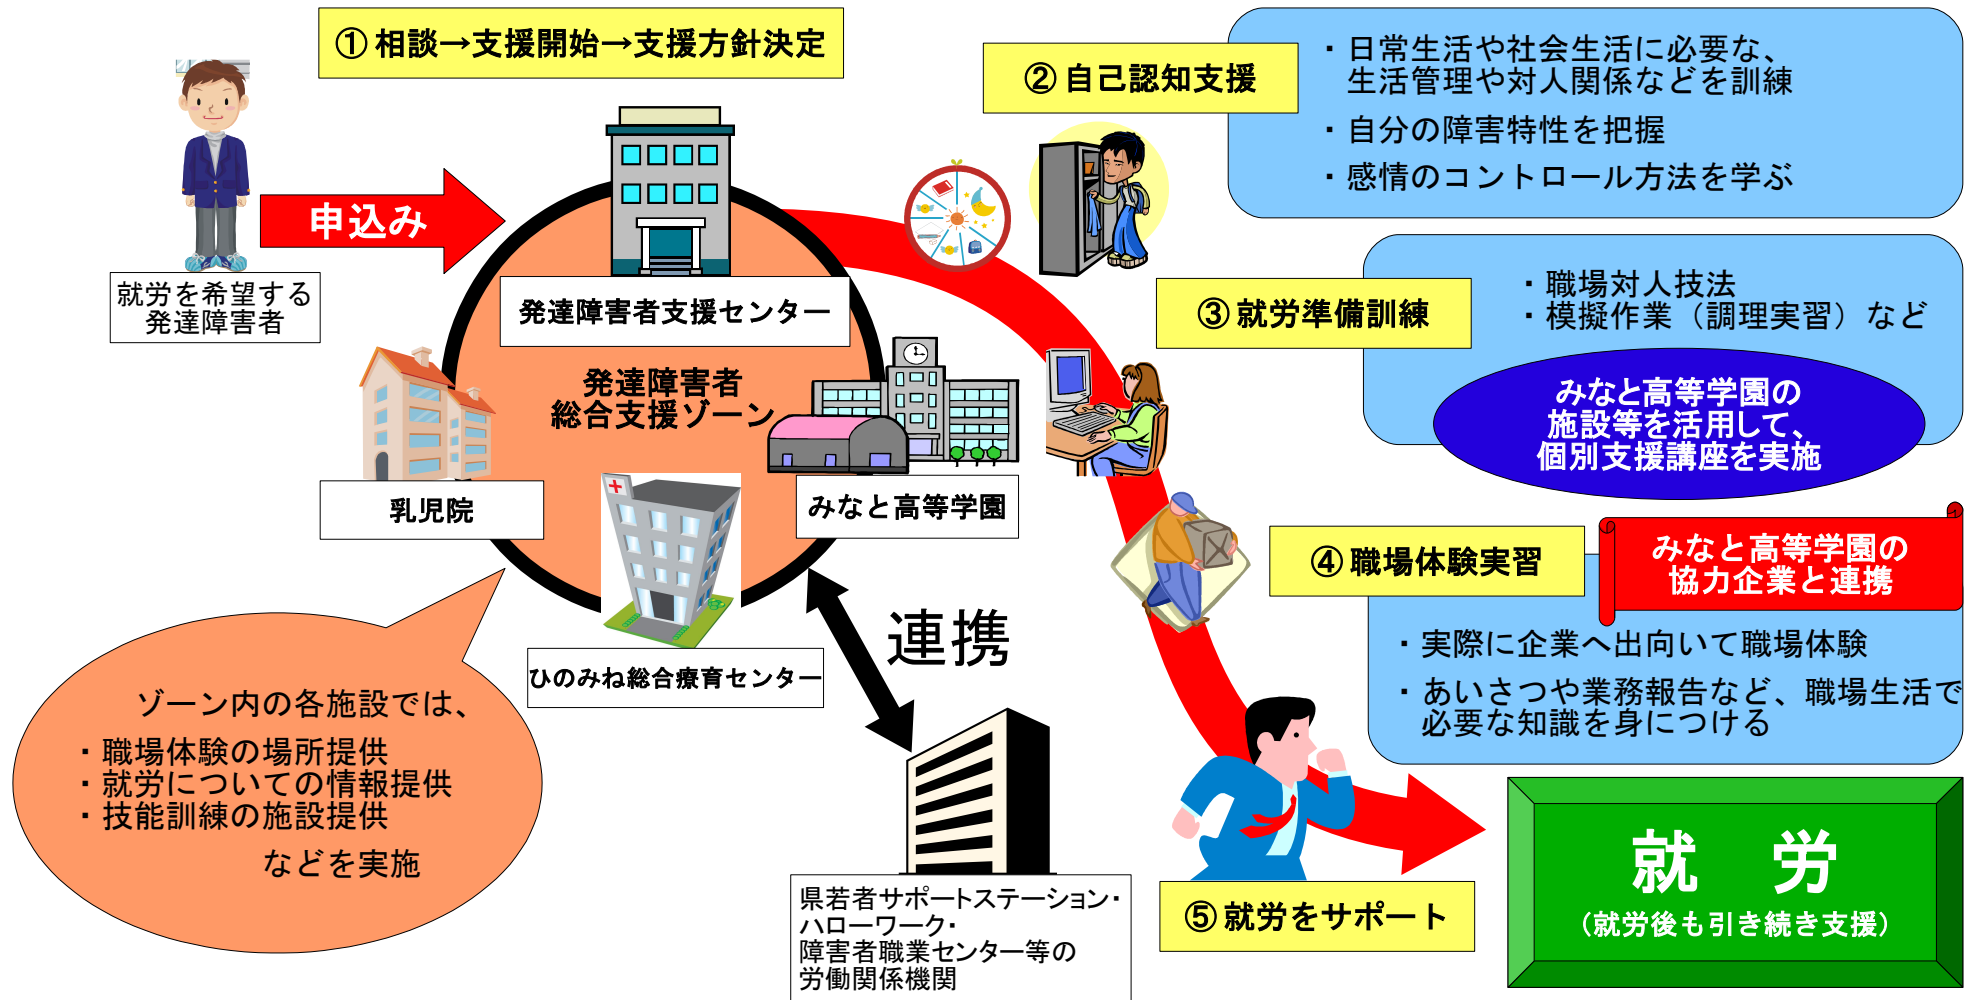 ①相談→支援開始→支援方針決定
②自己認知支援
・日常生活や社会生活に必要な、
生活管理や対人関係などを訓練
・自分の障害特性を把握
・感情のコントロール方法を学ぶ
申込み
就労を希望する
発達障害者
発達障害者支援センター
発達障害者
総合支援ゾーン
③就労準備訓練
・職場対人技法
・模擬作業（調理実習）など
みなと高等学園の
施設等を活用して、
個別支援講座を実施
乳児院
みなと高等学園
ひのみね総合療育センター
④職場体験実習
みなと高等学園の
協力企業と連携
・実際に企業へ出向いて職場体験
・あいさつや業務報告など、職場生活で
必要な知識を身につける
連携
ゾーン内の各施設では、
・職場体験の場所提供
・就労についての情報提供
・技能訓練の施設提供
などを実施
県若者サポートステーション・
ハローワーク・
障害者職業センター等の
労働関係機関
⑤就労をサポート
就 労
（就労後も引き続き支援）